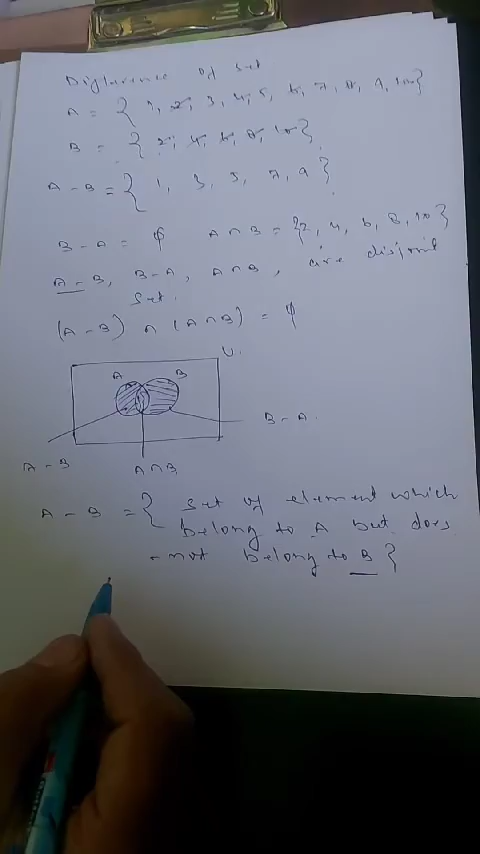 Difference of set
A = { 1, 2, 3, 4, 5, 6, 7, 8, 9, 10 }
B = { 2, 4, 6, 8, 10 }
A - B = { 1, 3, 5, 7, 9 }
B - A = φ A ∩ B = {2, 4, 6, 8, 10}
A - B, B - A, A ∩ B, are disjoint
set.
(A - B) ∩ (A ∩ B) = φ
U.
A B
B - A.
A - B A ∩ B
A - B = { set of element which
belong to A but does
not belong to B }